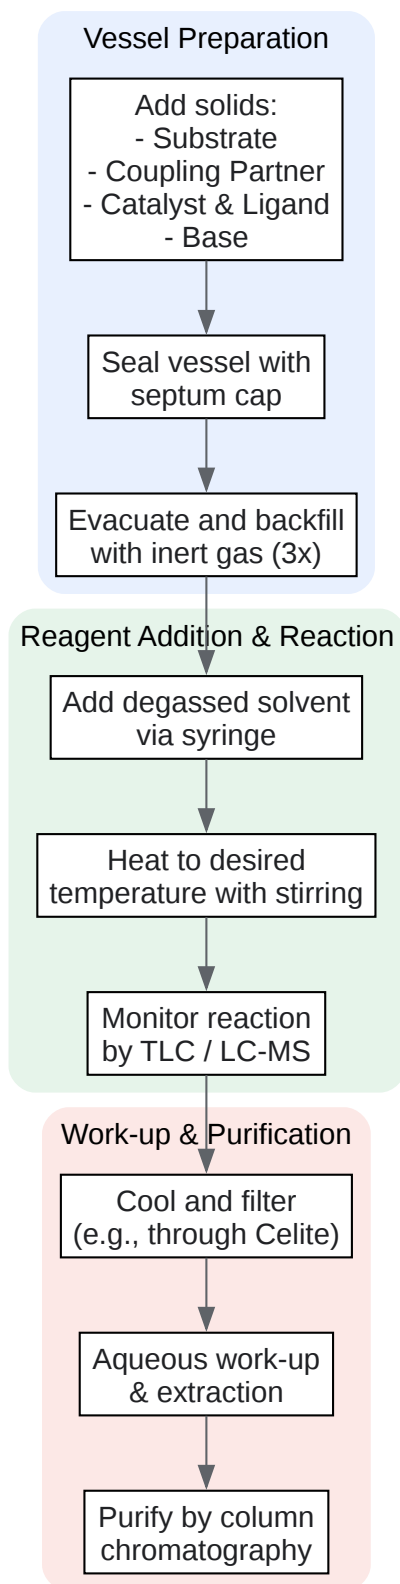 Vessel Preparation
Add solids:
- Substrate
- Coupling Partner
- Catalyst & Ligand
- Base
Seal vessel with
septum cap
Evacuate and backfill
with inert gas (3x)
Reagent Addition & Reaction
Add degassed solvent
via syringe
Heat to desired
temperature with stirring
Monitor reaction
by TLC / LC-MS
Work-up & Purification
Cool and filter
(e.g., through Celite)
Aqueous work-up
& extraction
Purify by column
chromatography